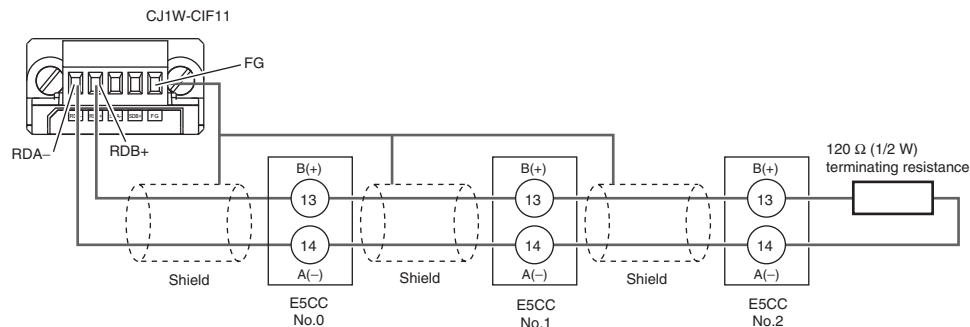 CJ1W-CIF11
FG
RDA− RDB+
FG
120 Ω (1/2 W)
terminating resistance
B(+) B(+) B(+)
13 13 13
14 14 14
Shield A(−) Shield A(−) Shield A(−)
E5CC E5CC E5CC
No.0 No.1 No.2